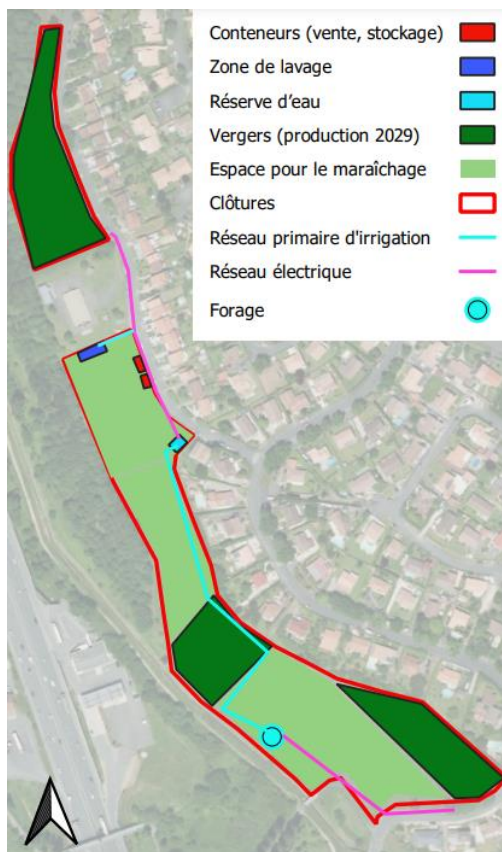 Conteneurs (vente, stockage)
Zone de lavage
Réserve d'eau
Vergers (production 2029)
Espace pour le maraîchage
Clôtures
Réseau primaire d'irrigation
Réseau électrique
Forage